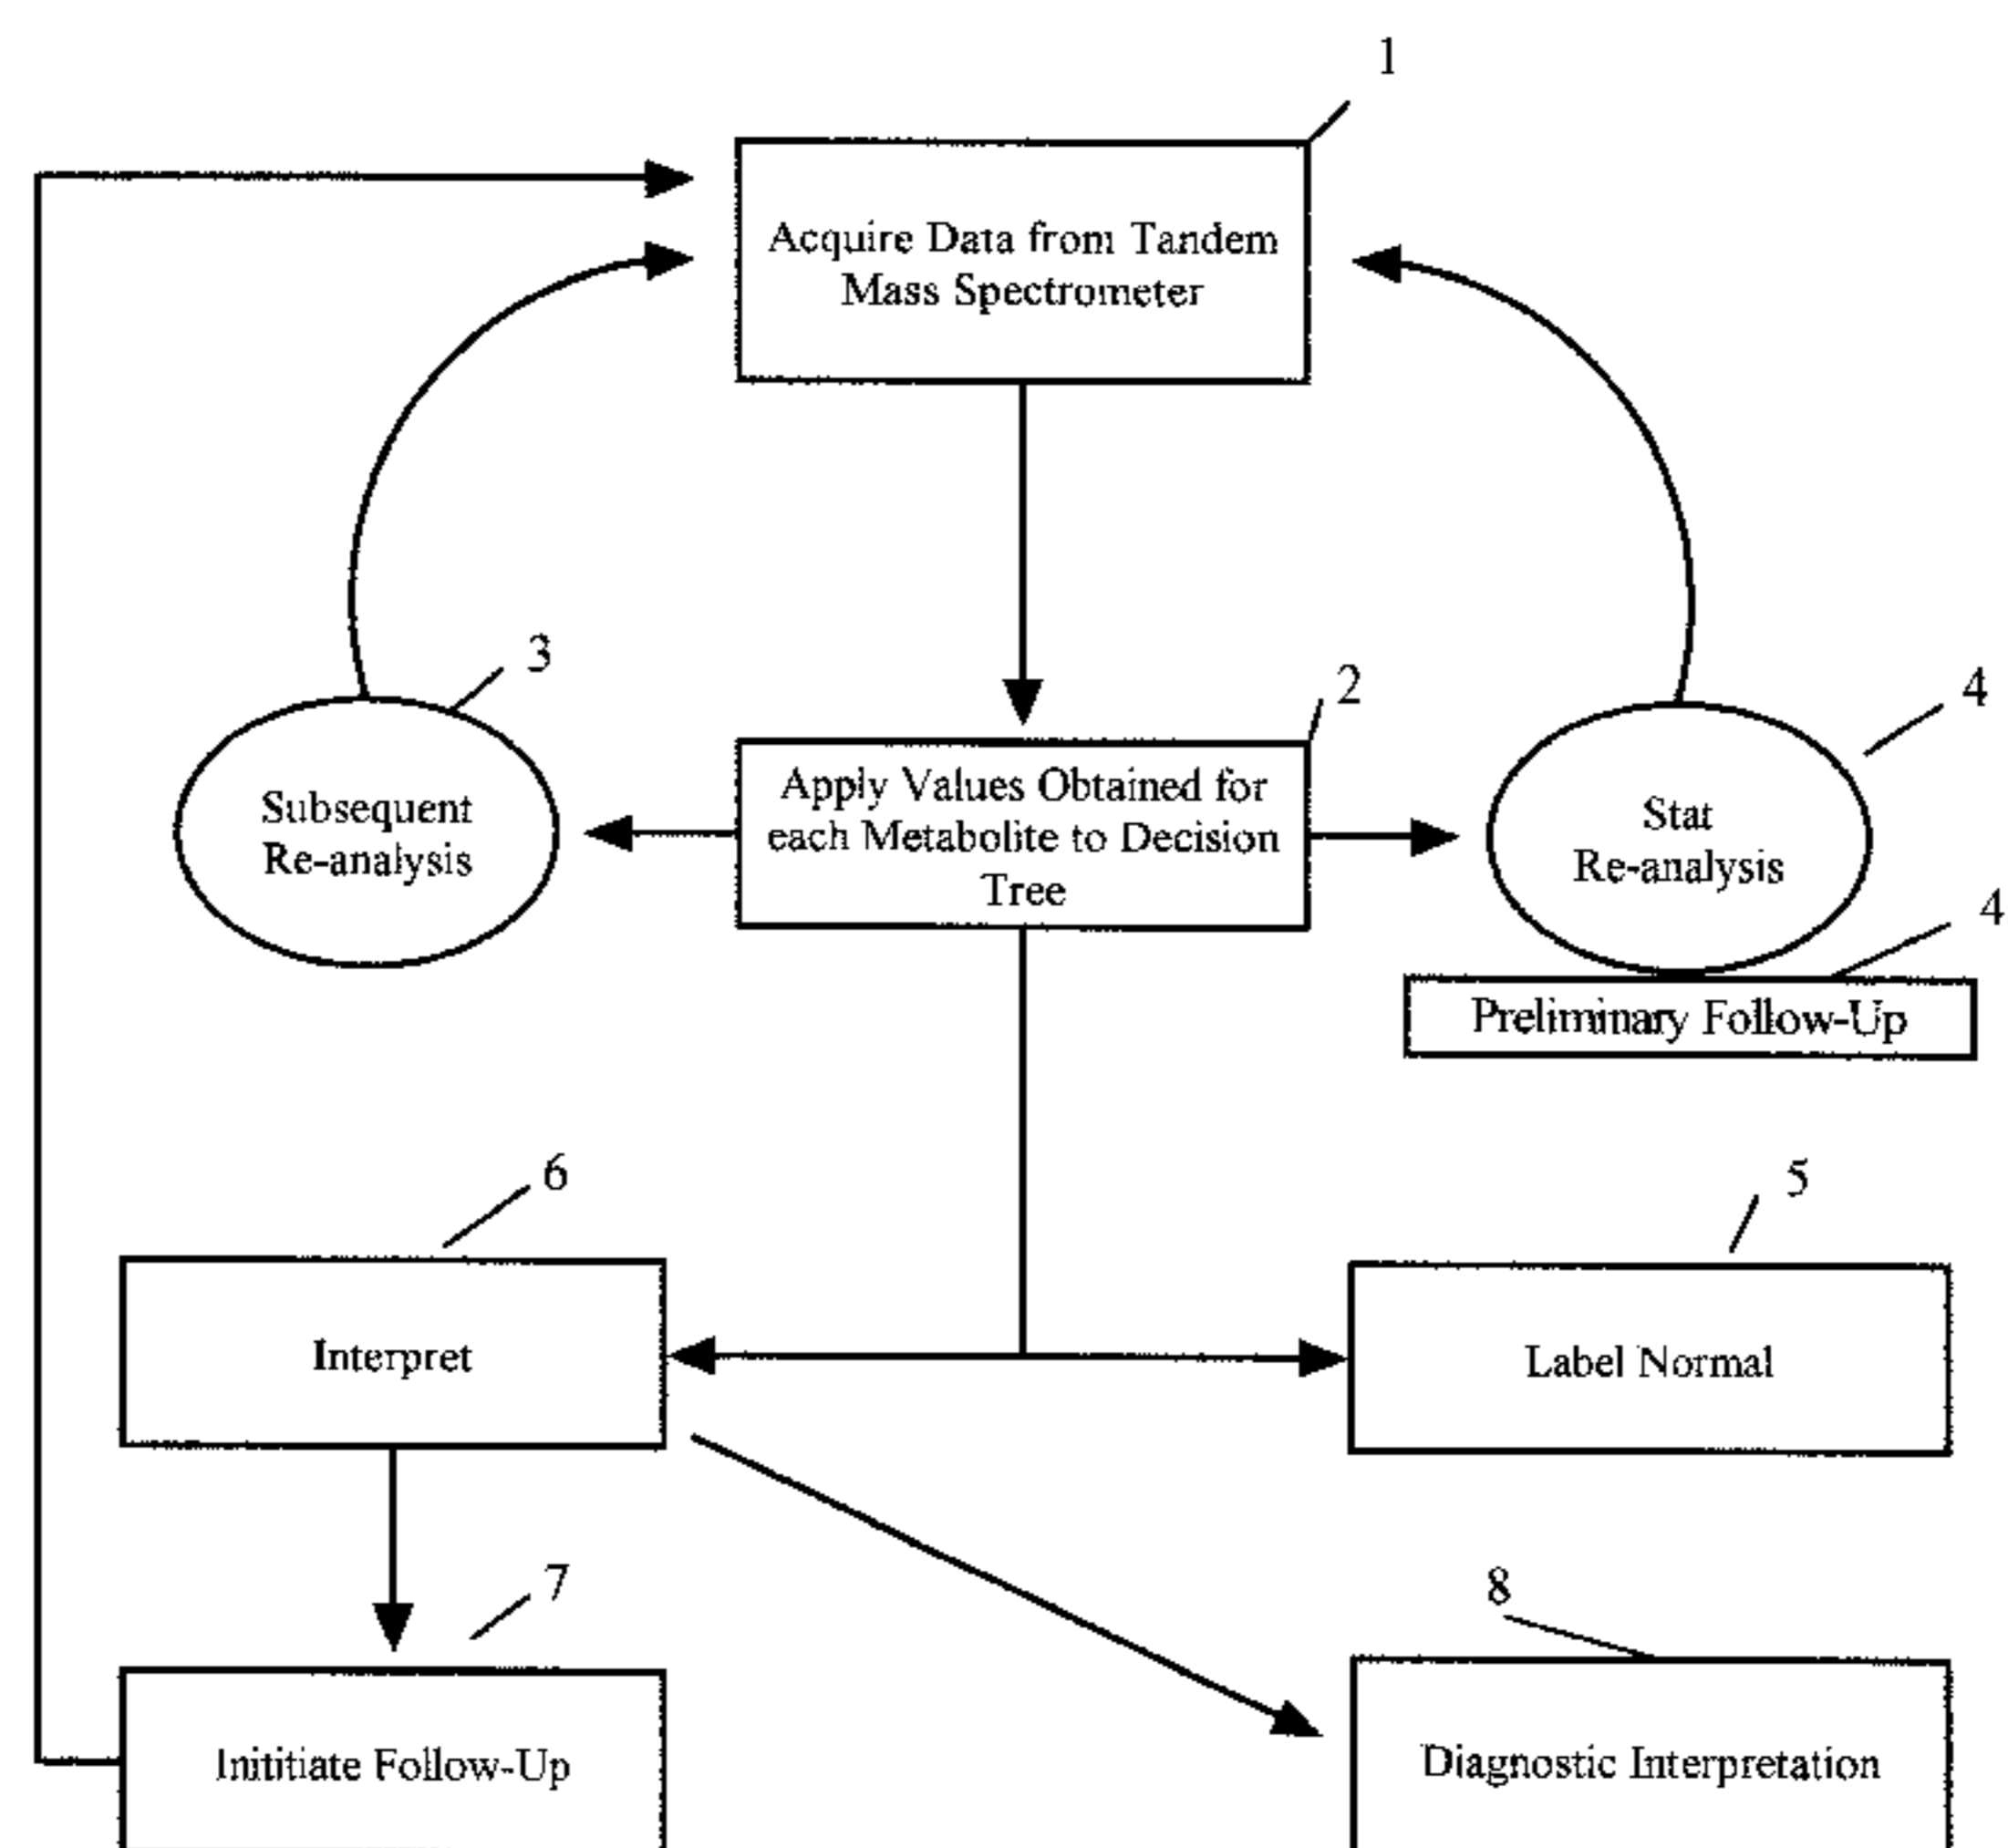 1
Acquire Data from Tandem
Mass Spectrometer
3
Subsequent
Re-analysis
2
Apply Values Obtained for
each Metabolite to Decision
Tree
4
Stat
Re-analysis
4
Preliminary Follow-Up
6
Interpret
5
Label Normal
7
Inititiate Follow-Up
8
Diagnostic Interpretation